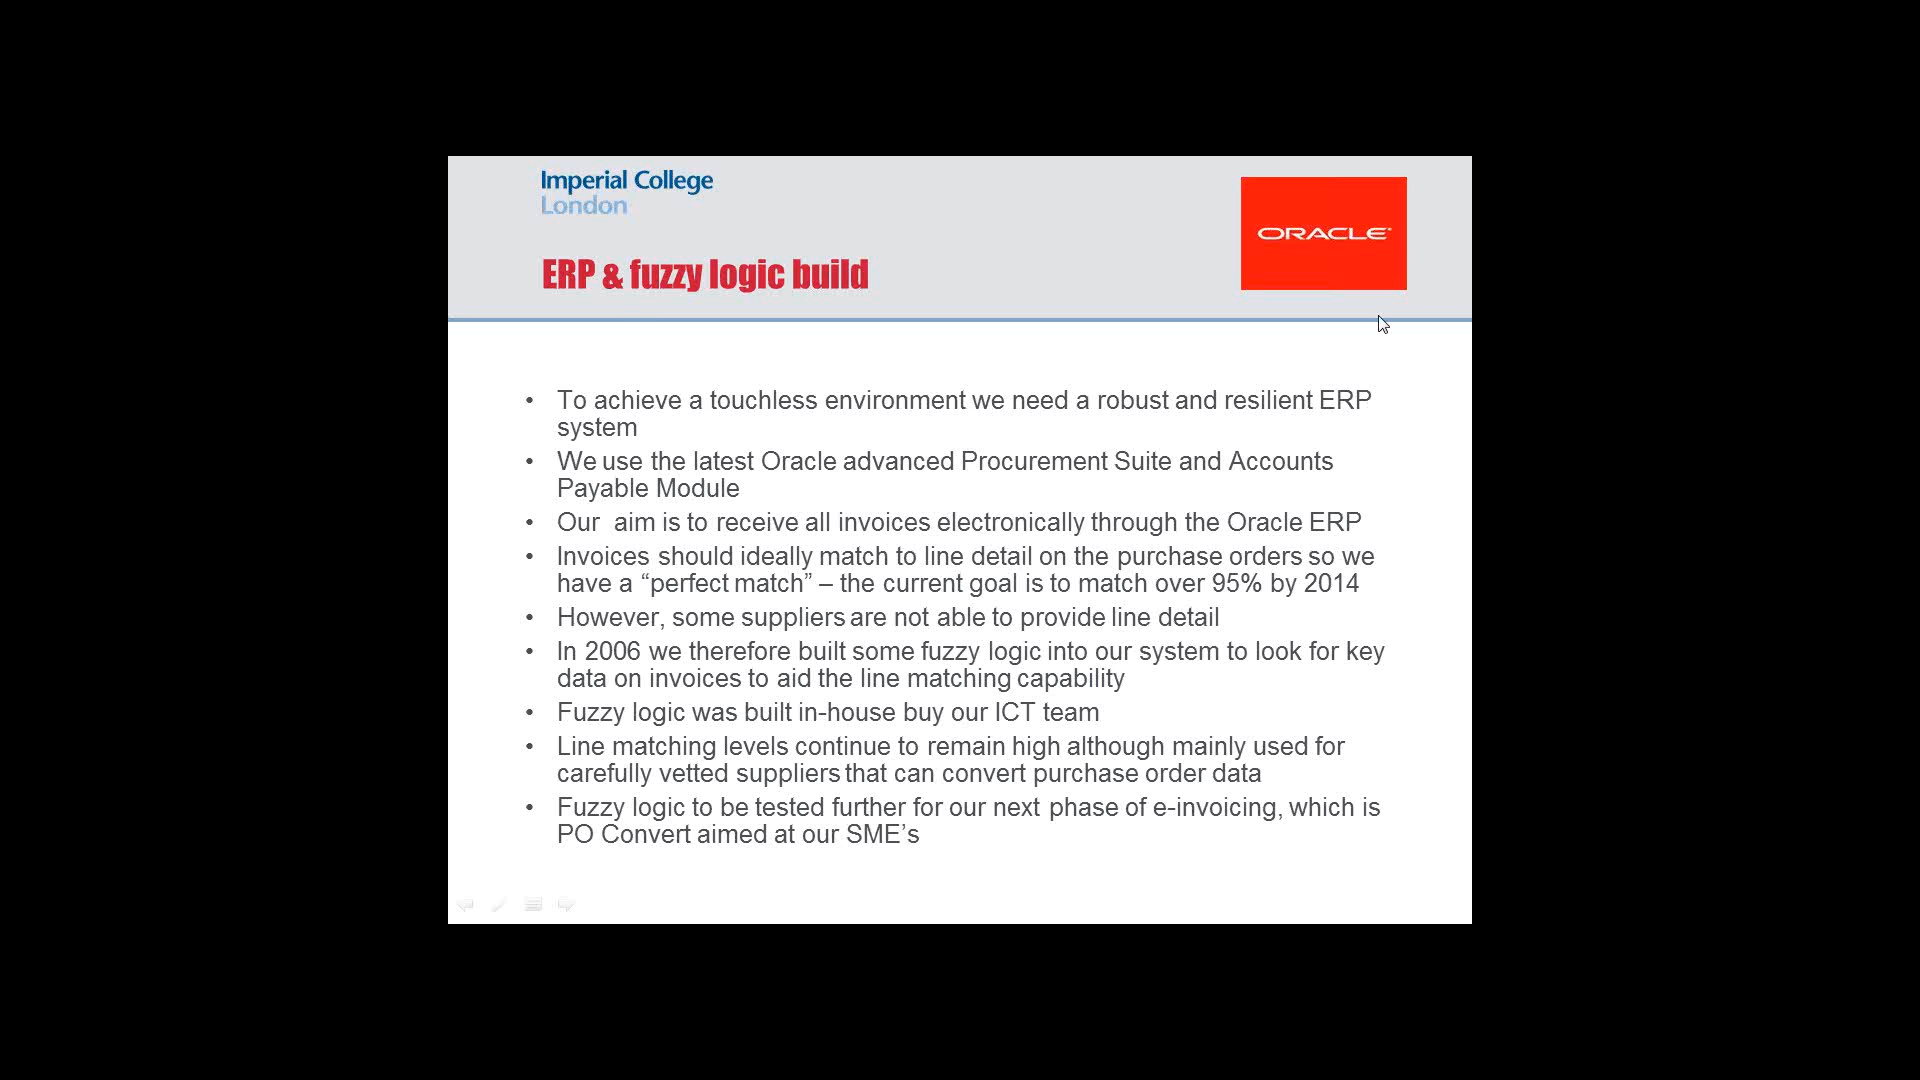 Imperial College
London
ORACLE
ERP & fuzzy logic build
• To achieve a touchless environment we need a robust and resilient ERP
system
• We use the latest Oracle advanced Procurement Suite and Accounts
Payable Module
• Our  aim is to receive all invoices electronically through the Oracle ERP
• Invoices should ideally match to line detail on the purchase orders so we
have a “perfect match” – the current goal is to match over 95% by 2014
• However, some suppliers are not able to provide line detail
• In 2006 we therefore built some fuzzy logic into our system to look for key
data on invoices to aid the line matching capability
• Fuzzy logic was built in-house buy our ICT team
• Line matching levels continue to remain high although mainly used for
carefully vetted suppliers that can convert purchase order data
• Fuzzy logic to be tested further for our next phase of e-invoicing, which is
PO Convert aimed at our SME’s